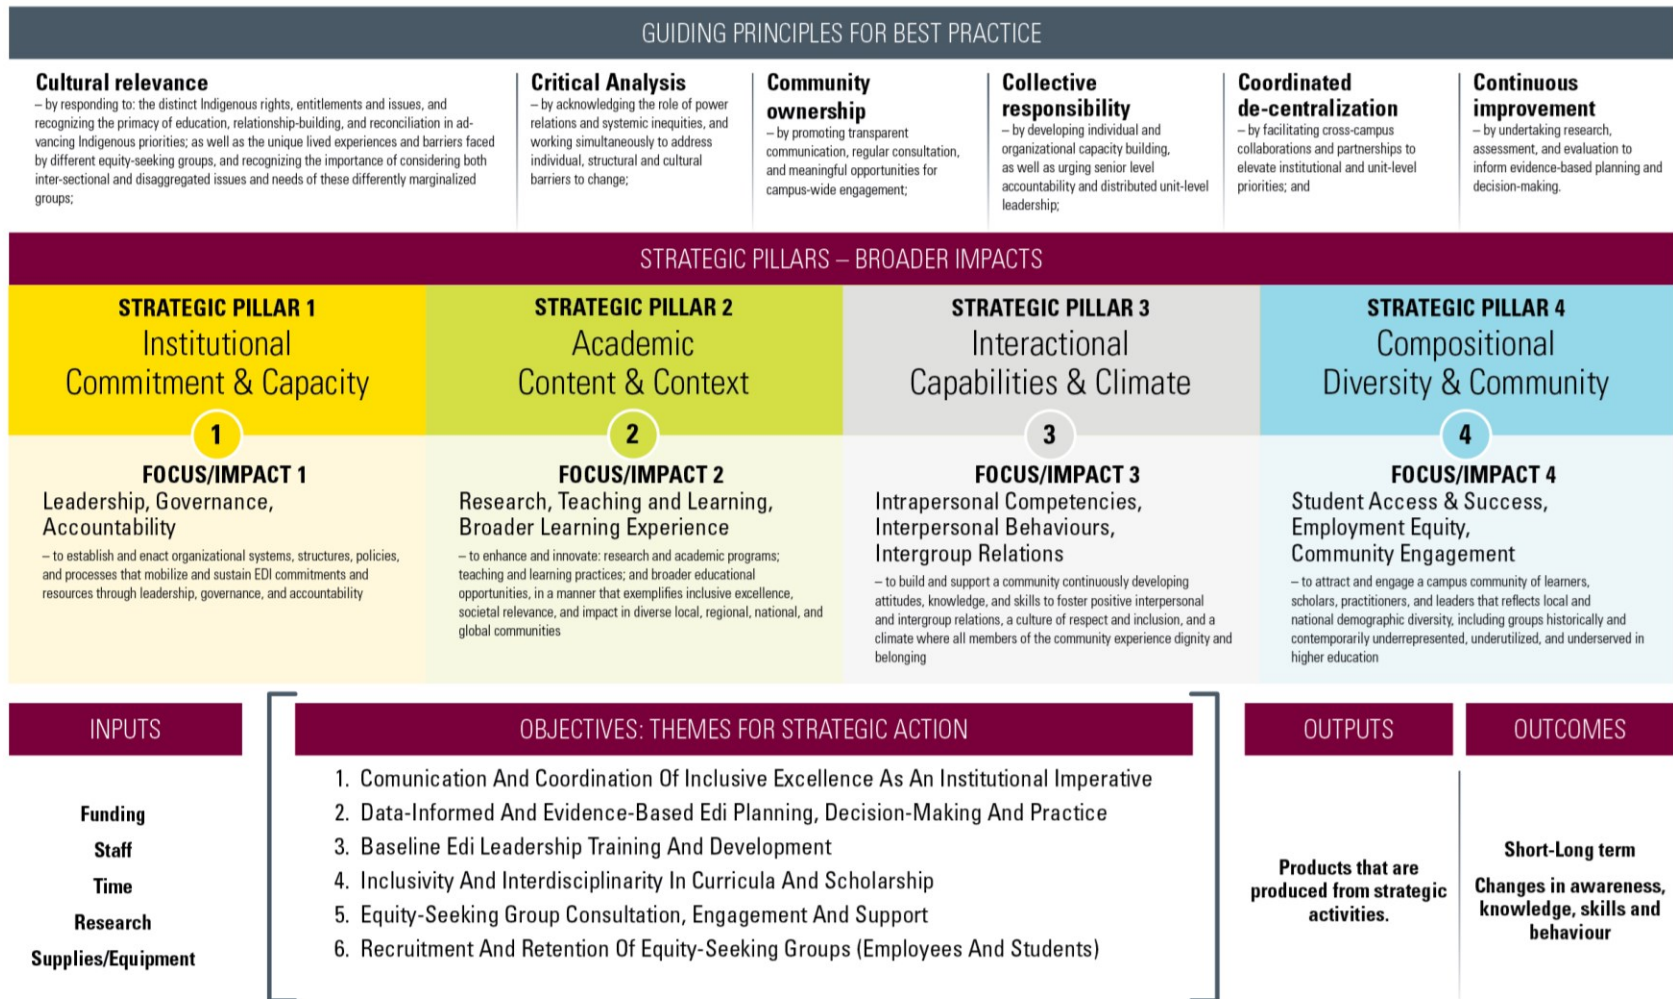 GUIDING PRINCIPLES FOR BEST PRACTICE
Cultural relevance
– by responding to: the distinct Indigenous rights, entitlements and issues, and
recognizing the primacy of education, relationship-building, and reconciliation in ad-
vancing Indigenous priorities; as well as the unique lived experiences and barriers faced
by different equity-seeking groups, and recognizing the importance of considering both
inter-sectional and disaggregated issues and needs of these differently marginalized
groups;
Critical Analysis
– by acknowledging the role of power
relations and systemic inequities, and
working simultaneously to address
individual, structural and cultural
barriers to change;
Community
ownership
– by promoting transparent
communication, regular consultation,
and meaningful opportunities for
campus-wide engagement;
Collective
responsibility
– by developing individual and
organizational capacity building,
as well as urging senior level
accountability and distributed unit-level
leadership;
Coordinated
de-centralization
– by facilitating cross-campus
collaborations and partnerships to
elevate institutional and unit-level
priorities; and
Continuous
improvement
– by undertaking research,
assessment, and evaluation to
inform evidence-based planning and
decision-making.
STRATEGIC PILLARS – BROADER IMPACTS
STRATEGIC PILLAR 1
Institutional
Commitment & Capacity
1
FOCUS/IMPACT 1
Leadership, Governance,
Accountability
– to establish and enact organizational systems, structures, policies,
and processes that mobilize and sustain EDI commitments and
resources through leadership, governance, and accountability
STRATEGIC PILLAR 2
Academic
Content & Context
2
FOCUS/IMPACT 2
Research, Teaching and Learning,
Broader Learning Experience
– to enhance and innovate: research and academic programs;
teaching and learning practices; and broader educational
opportunities, in a manner that exemplifies inclusive excellence,
societal relevance, and impact in diverse local, regional, national, and
global communities
STRATEGIC PILLAR 3
Interactional
Capabilities & Climate
3
FOCUS/IMPACT 3
Intrapersonal Competencies,
Interpersonal Behaviours,
Intergroup Relations
– to build and support a community continuously developing
attitudes, knowledge, and skills to foster positive interpersonal
and intergroup relations, a culture of respect and inclusion, and a
climate where all members of the community experience dignity and
belonging
STRATEGIC PILLAR 4
Compositional
Diversity & Community
4
FOCUS/IMPACT 4
Student Access & Success,
Employment Equity,
Community Engagement
– to attract and engage a campus community of learners,
scholars, practitioners, and leaders that reflects local and
national demographic diversity, including groups historically and
contemporarily underrepresented, underutilized, and underserved in
higher education
INPUTS
Funding
Staff
Time
Research
Supplies/Equipment
OBJECTIVES: THEMES FOR STRATEGIC ACTION
1. Comunication And Coordination Of Inclusive Excellence As An Institutional Imperative
2. Data-Informed And Evidence-Based Edi Planning, Decision-Making And Practice
3. Baseline Edi Leadership Training And Development
4. Inclusivity And Interdisciplinarity In Curricula And Scholarship
5. Equity-Seeking Group Consultation, Engagement And Support
6. Recruitment And Retention Of Equity-Seeking Groups (Employees And Students)
OUTPUTS
Products that are
produced from strategic
activities.
OUTCOMES
Short-Long term
Changes in awareness,
knowledge, skills and
behaviour